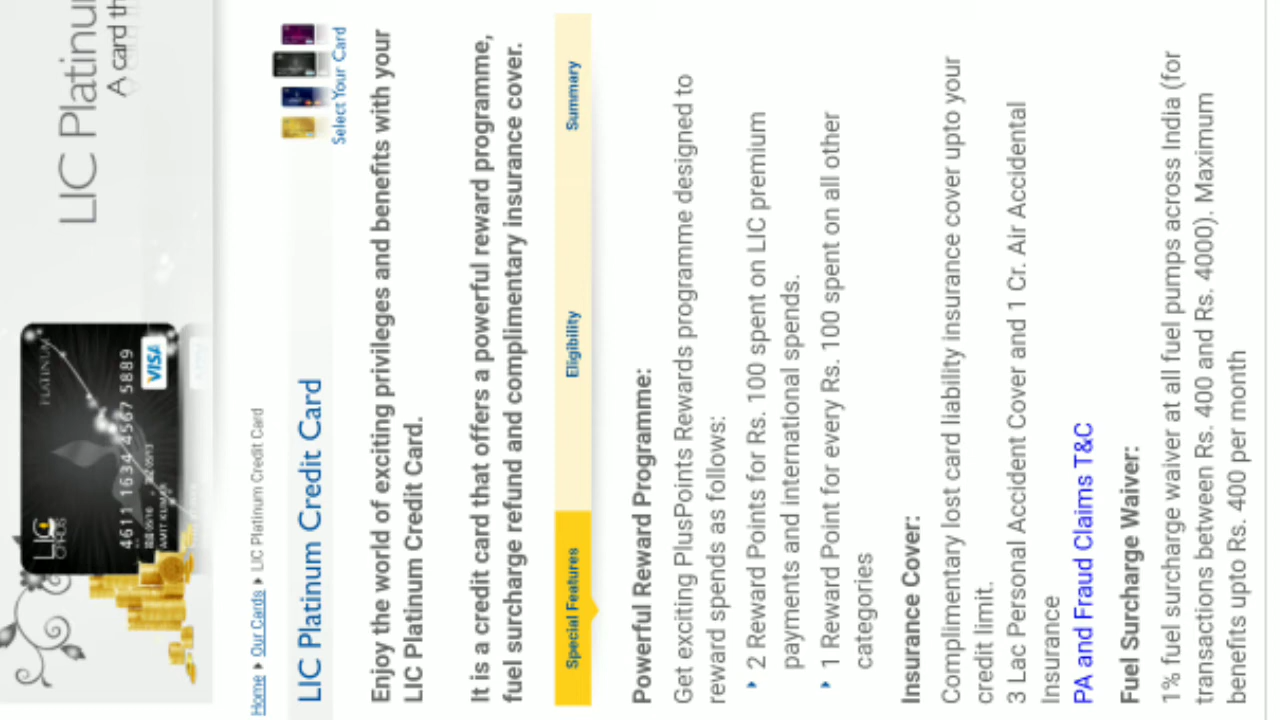 LIC Platinu
A card th
LIC
CARDS
PLATINUM
4611 1634 4567 5889
05/10
05/13
AMIT KUMAR
VISA
Home ▸ Our Cards ▸ LIC Platinum Credit Card
LIC Platinum Credit Card
Select Your Card
Enjoy the world of exciting privileges and benefits with your
LIC Platinum Credit Card.
It is a credit card that offers a powerful reward programme,
fuel surcharge refund and complimentary insurance cover.
Special Features
Eligibility
Summary
Powerful Reward Programme:
Get exciting PlusPoints Rewards programme designed to
reward spends as follows:
▸ 2 Reward Points for Rs. 100 spent on LIC premium
payments and international spends.
▸ 1 Reward Point for every Rs. 100 spent on all other
categories
Insurance Cover:
Complimentary lost card liability insurance cover upto your
credit limit.
3 Lac Personal Accident Cover and 1 Cr. Air Accidental
Insurance
PA and Fraud Claims T&C
Fuel Surcharge Waiver:
1% fuel surcharge waiver at all fuel pumps across India (for
transactions between Rs. 400 and Rs. 4000). Maximum
benefits upto Rs. 400 per month